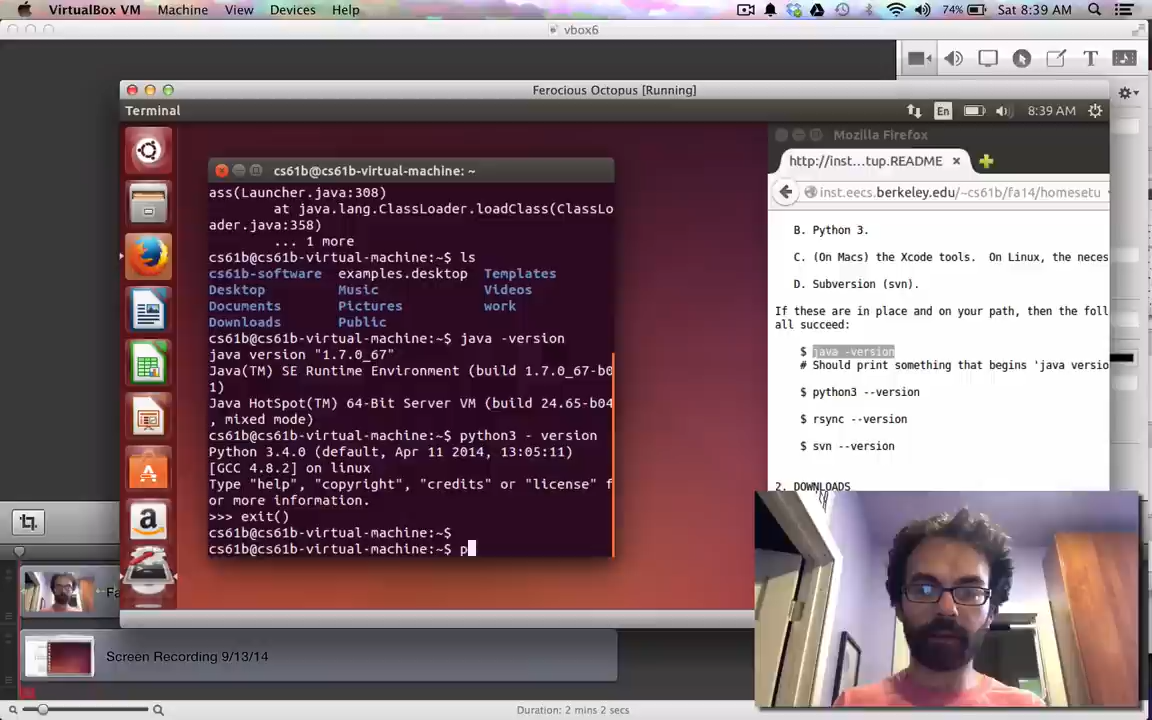 VirtualBox VM Machine View Devices Help
74% Sat 8:39 AM
vbox6
Ferocious Octopus [Running]
Terminal
En 8:39 AM
cs61b@cs61b-virtual-machine: ~
ass(Launcher.java:308)
at java.lang.ClassLoader.loadClass(ClassLo
ader.java:358)
... 1 more
cs61b@cs61b-virtual-machine:~$ ls
cs61b-software examples.desktop Templates
Desktop Music Videos
Documents Pictures work
Downloads Public
cs61b@cs61b-virtual-machine:~$ java -version
java version "1.7.0_67"
Java(TM) SE Runtime Environment (build 1.7.0_67-b0
1)
Java HotSpot(TM) 64-Bit Server VM (build 24.65-b04
, mixed mode)
cs61b@cs61b-virtual-machine:~$ python3 - version
Python 3.4.0 (default, Apr 11 2014, 13:05:11)
[GCC 4.8.2] on linux
Type "help", "copyright", "credits" or "license" f
or more information.
>>> exit()
cs61b@cs61b-virtual-machine:~$
cs61b@cs61b-virtual-machine:~$ p
Mozilla Firefox
http://inst...tup.README
inst.eecs.berkeley.edu/~cs61b/fa14/homesetu
B. Python 3.
C. (On Macs) the Xcode tools. On Linux, the neces
D. Subversion (svn).
If these are in place and on your path, then the foll
all succeed:
$ java -version
# Should print something that begins 'java versio
$ python3 --version
$ rsync --version
$ svn --version
2. DOWNLOADS
Screen Recording 9/13/14
Duration: 2 mins 2 secs